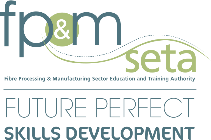 fp&m
seta
Fibre Processing & Manufacturing Sector Education and Training Authority
FUTURE PERFECT
SKILLS DEVELOPMENT